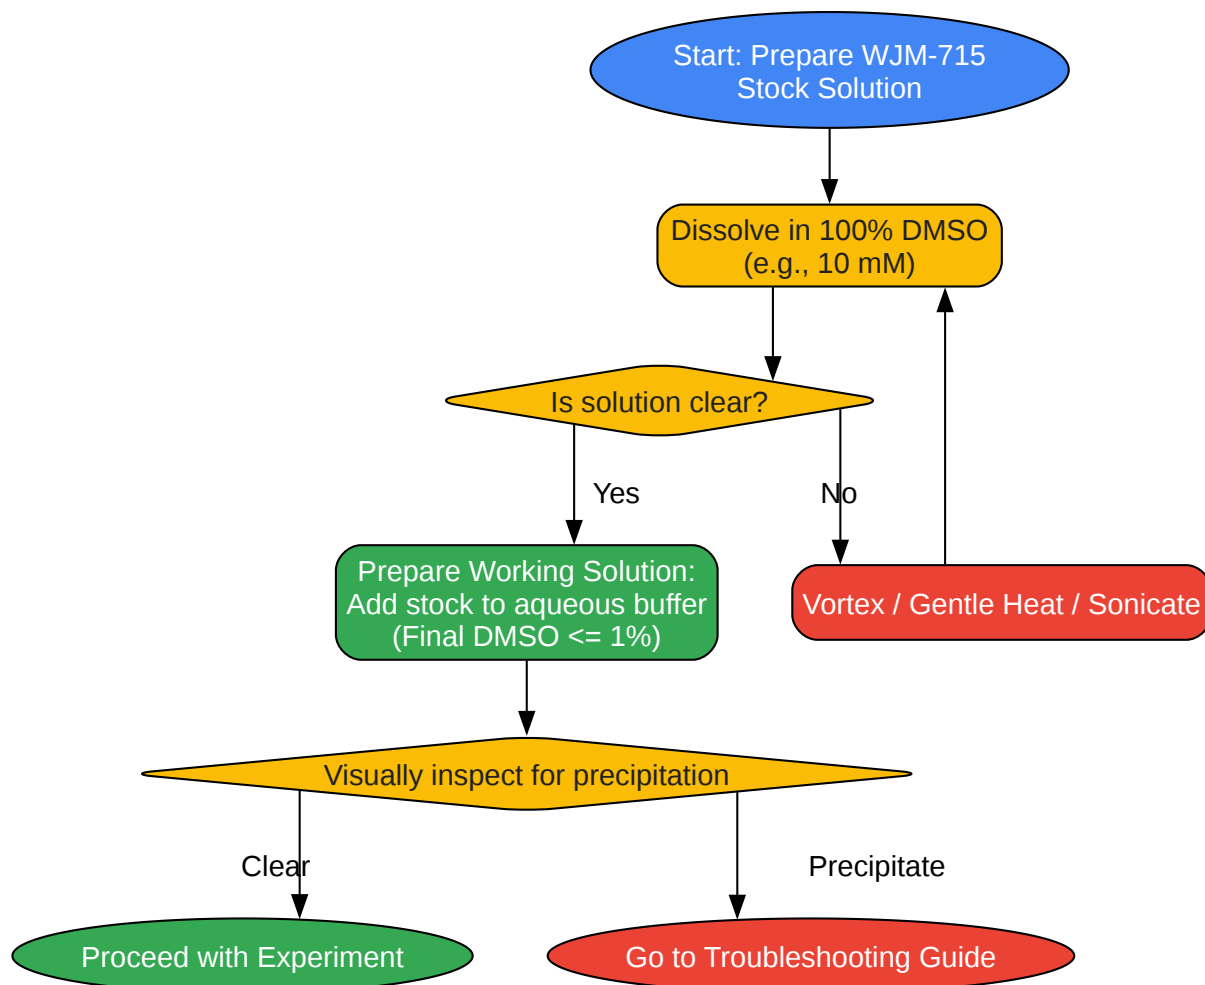 Start: Prepare WJM-715
Stock Solution
Dissolve in 100% DMSO
(e.g., 10 mM)
Is solution clear?
Yes
No
Prepare Working Solution:
Add stock to aqueous buffer
(Final DMSO <= 1%)
Vortex / Gentle Heat / Sonicate
Visually inspect for precipitation
Clear
Precipitate
Proceed with Experiment
Go to Troubleshooting Guide